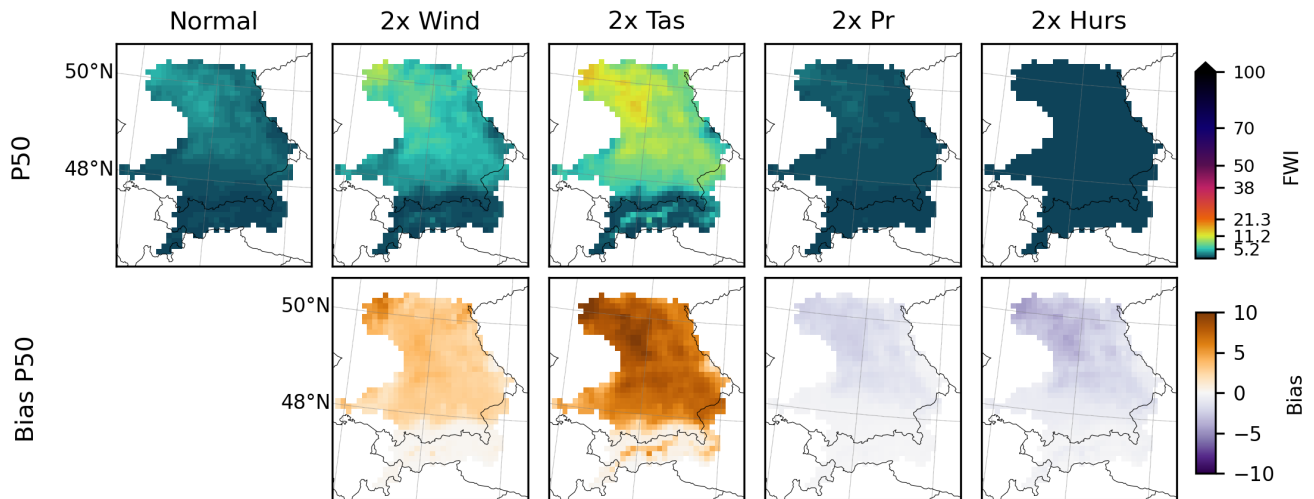 Normal
2x Wind
2x Tas
2x Pr
2x Hurs
P50
50°N
48°N
100
70
50
38
21.3
11.2
5.2
FWI
Bias P50
50°N
48°N
10
5
0
−5
−10
Bias